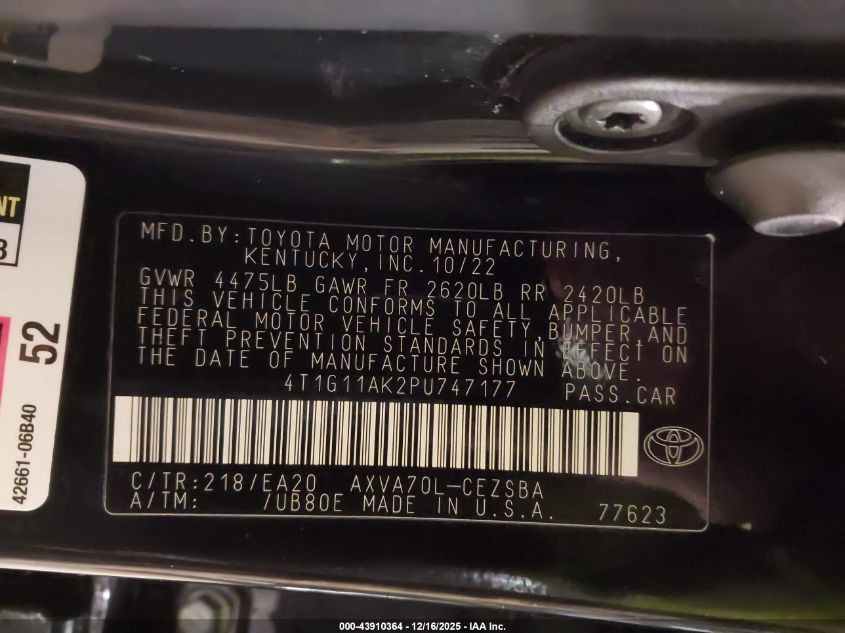 NT
3
52
42661-06B40
MFD.BY:TOYOTA MOTOR MANUFACTURING,
KENTUCKY,INC.10/22
GVWR 4475LB GAWR FR 2620LB RR 2420LB
THIS VEHICLE CONFORMS TO ALL APPLICABLE
FEDERAL MOTOR VEHICLE SAFETY,BUMPER,AND
THEFT PREVENTION STANDARDS IN EFFECT ON
THE DATE OF MANUFACTURE SHOWN ABOVE.
4T1G11AK2PU747177 PASS.CAR
C/TR:218/EA20 AXVA70L-CEZSBA
A/TM: /UB80E MADE IN U.S.A. 77623
000-43910364 - 12/16/2025 - IAA Inc.